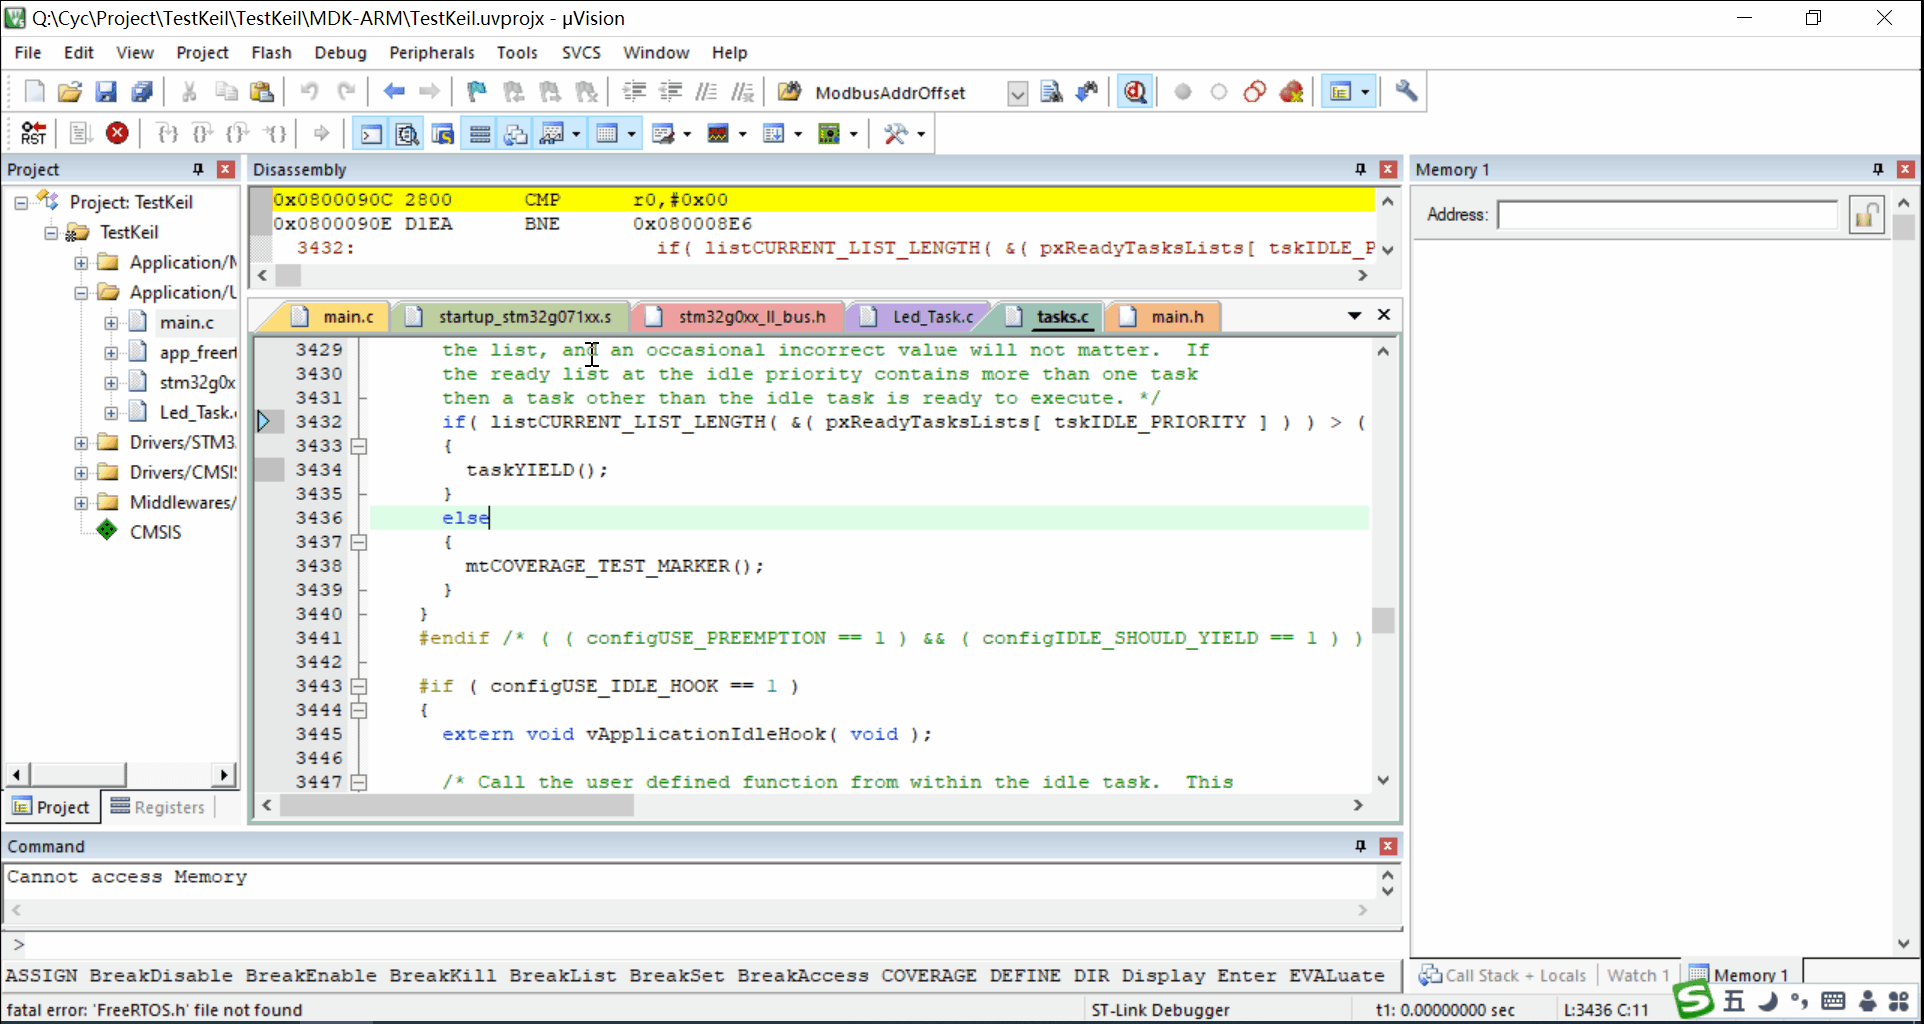 Q:\Cyc\Project\TestKeil\TestKeil\MDK-ARM\TestKeil.uvprojx - µVision
File Edit View Project Flash Debug Peripherals Tools SVCS Window Help
ModbusAddrOffset
RST
Project
Project: TestKeil
TestKeil
Application/M
Application/U
main.c
app_freert
stm32g0x
Led_Task.
Drivers/STM3
Drivers/CMSI
Middlewares/
CMSIS
Project Registers
Disassembly
0x0800090C 2800 CMP r0,#0x00
0x0800090E D1EA BNE 0x080008E6
3432: if( listCURRENT_LIST_LENGTH( &( pxReadyTasksLists[ tskIDLE_P
main.c startup_stm32g071xx.s stm32g0xx_ll_bus.h Led_Task.c tasks.c main.h
3429 the list, and an occasional incorrect value will not matter. If
3430 the ready list at the idle priority contains more than one task
3431 then a task other than the idle task is ready to execute. */
3432 if( listCURRENT_LIST_LENGTH( &( pxReadyTasksLists[ tskIDLE_PRIORITY ] ) ) > (
3433 {
3434 taskYIELD();
3435 }
3436 else
3437 {
3438 mtCOVERAGE_TEST_MARKER();
3439 }
3440 }
3441 #endif /* ( ( configUSE_PREEMPTION == 1 ) && ( configIDLE_SHOULD_YIELD == 1 ) )
3442
3443 #if ( configUSE_IDLE_HOOK == 1 )
3444 {
3445 extern void vApplicationIdleHook( void );
3446
3447 /* Call the user defined function from within the idle task. This
Memory 1
Address:
Command
Cannot access Memory
>
ASSIGN BreakDisable BreakEnable BreakKill BreakList BreakSet BreakAccess COVERAGE DEFINE DIR Display Enter EVALuate
Call Stack + Locals Watch 1 Memory 1
fatal error: 'FreeRTOS.h' file not found ST-Link Debugger t1: 0.00000000 sec L:3436 C:11
S 五